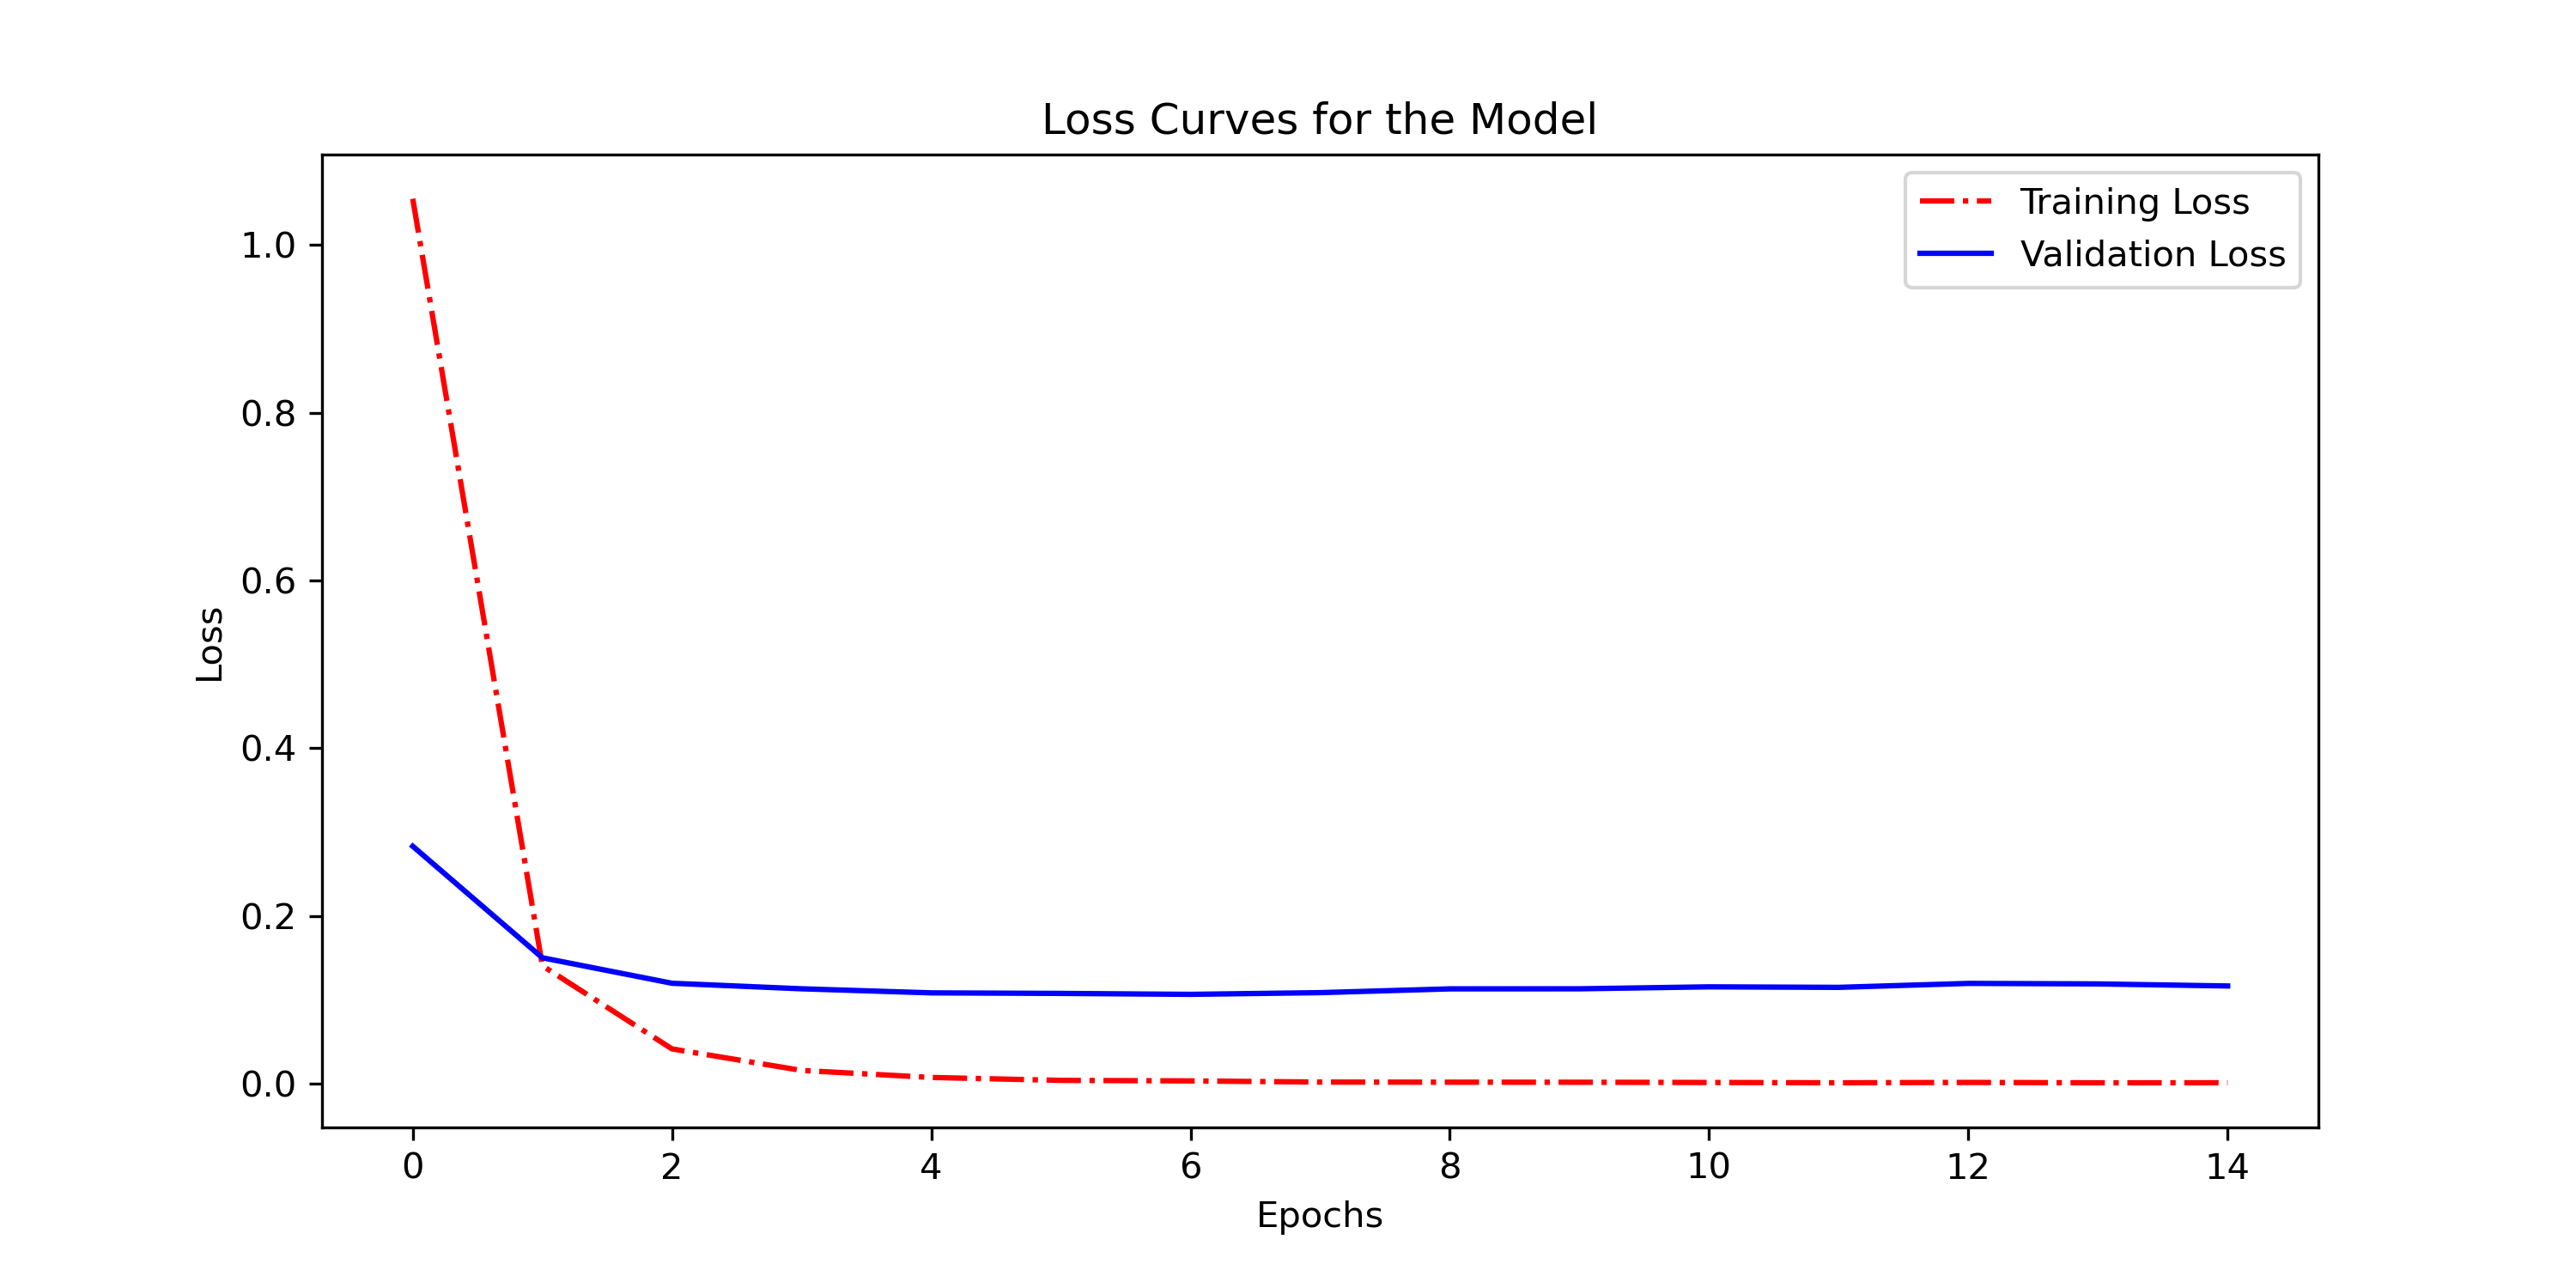 Loss Curves for the Model
Training Loss
Validation Loss
1.0
0.8
0.6
0.4
0.2
0.0
Loss
0 2 4 6 8 10 12 14
Epochs